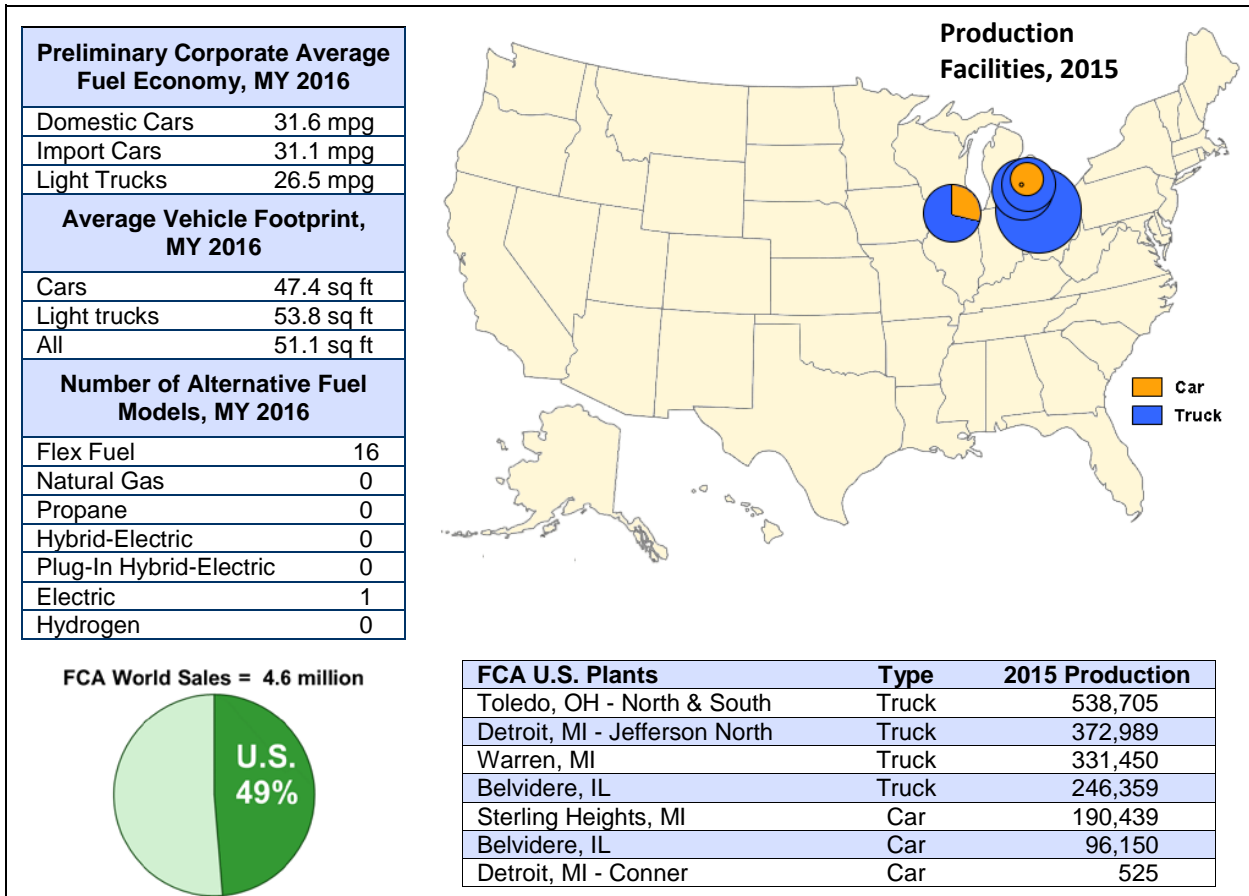 Preliminary Corporate Average
Fuel Economy, MY 2016
Domestic Cars 31.6 mpg
Import Cars 31.1 mpg
Light Trucks 26.5 mpg
Average Vehicle Footprint,
MY 2016
Cars 47.4 sq ft
Light trucks 53.8 sq ft
All 51.1 sq ft
Number of Alternative Fuel
Models, MY 2016
Flex Fuel 16
Natural Gas 0
Propane 0
Hybrid-Electric 0
Plug-In Hybrid-Electric 0
Electric 1
Hydrogen 0
Production
Facilities, 2015
Car
Truck
FCA World Sales = 4.6 million
U.S.
49%
FCA U.S. Plants Type 2015 Production
Toledo, OH - North & South Truck 538,705
Detroit, MI - Jefferson North Truck 372,989
Warren, MI Truck 331,450
Belvidere, IL Truck 246,359
Sterling Heights, MI Car 190,439
Belvidere, IL Car 96,150
Detroit, MI - Conner Car 525